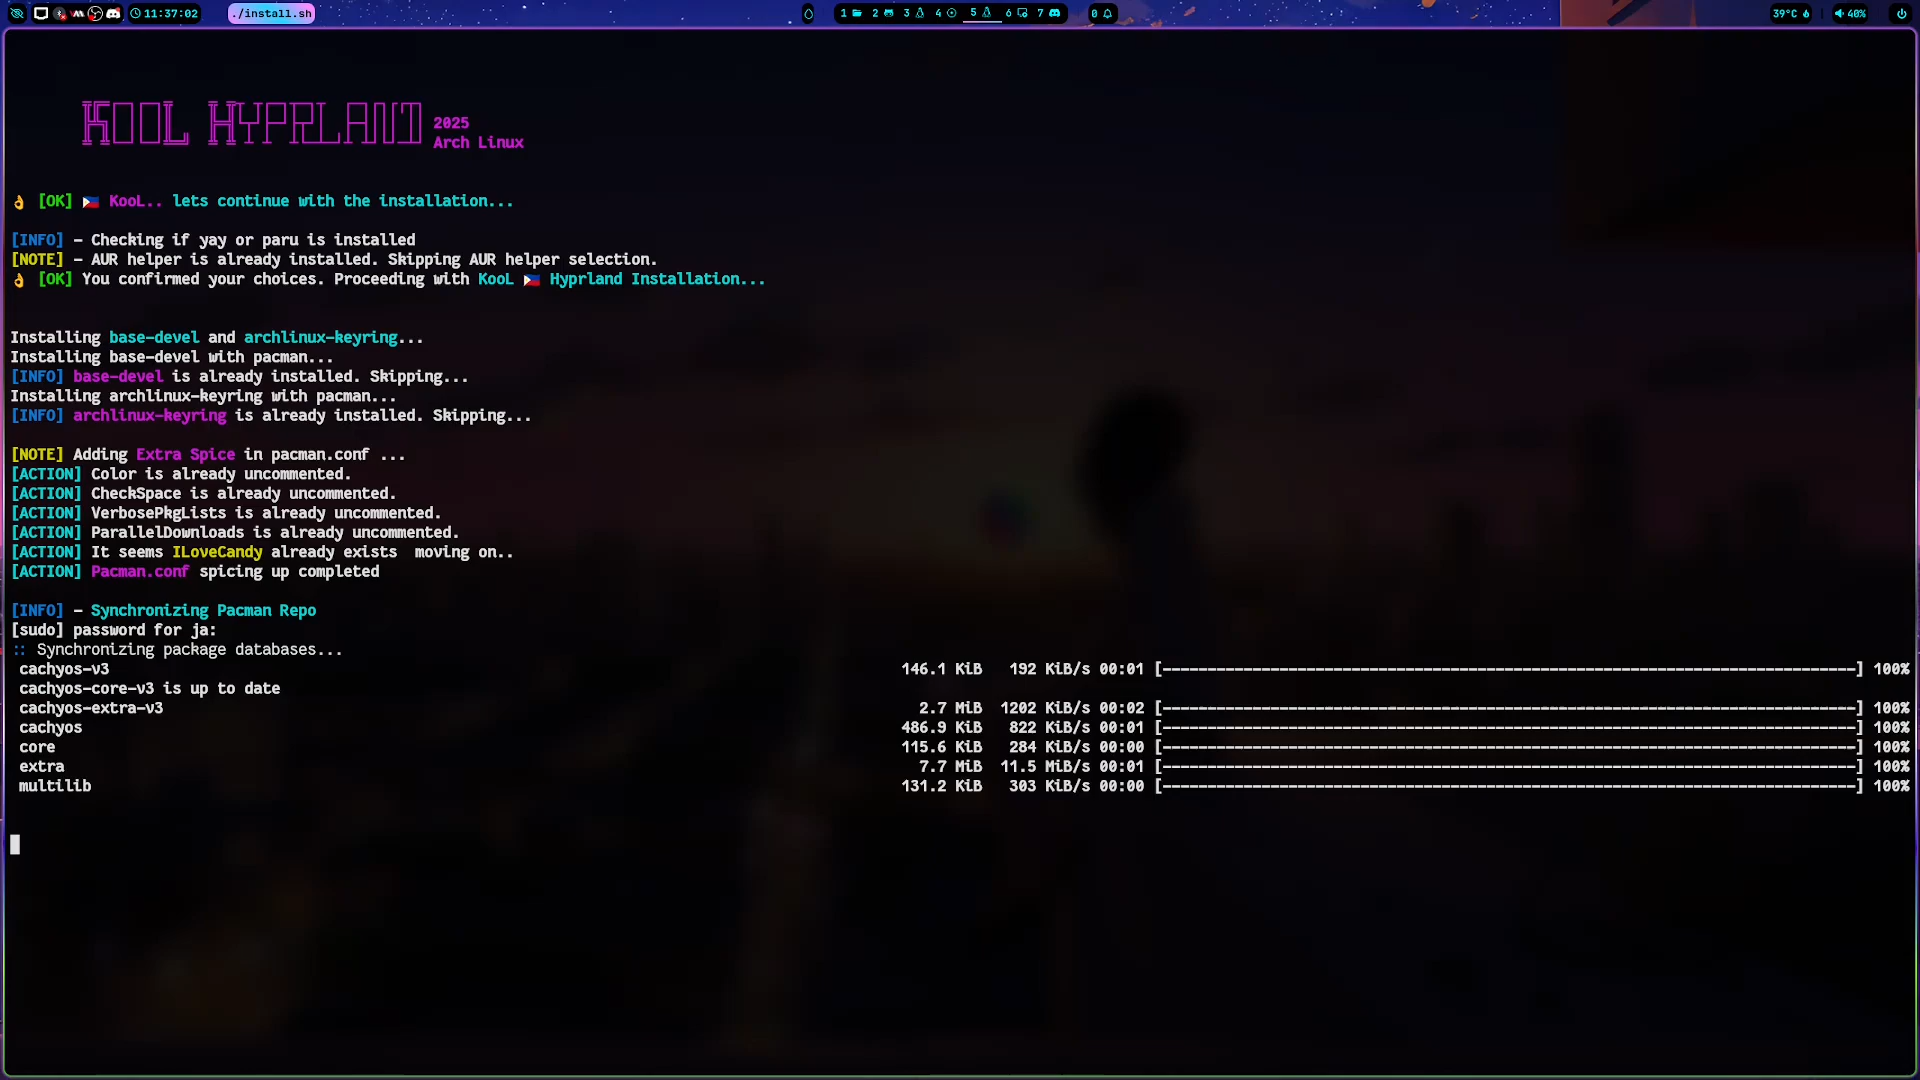 11:37:02 ./install.sh 1 2 3 4 5 6 7 0 39°C 40%
KOOL HYPRLAND 2025
Arch Linux
[OK] KooL.. lets continue with the installation...
[INFO] - Checking if yay or paru is installed
[NOTE] - AUR helper is already installed. Skipping AUR helper selection.
[OK] You confirmed your choices. Proceeding with KooL Hyprland Installation...
Installing base-devel and archlinux-keyring...
Installing base-devel with pacman...
[INFO] base-devel is already installed. Skipping...
Installing archlinux-keyring with pacman...
[INFO] archlinux-keyring is already installed. Skipping...
[NOTE] Adding Extra Spice in pacman.conf ...
[ACTION] Color is already uncommented.
[ACTION] CheckSpace is already uncommented.
[ACTION] VerbosePkgLists is already uncommented.
[ACTION] ParallelDownloads is already uncommented.
[ACTION] It seems ILoveCandy already exists  moving on..
[ACTION] Pacman.conf spicing up completed
[INFO] - Synchronizing Pacman Repo
[sudo] password for ja:
:: Synchronizing package databases...
cachyos-v3 146.1 KiB 192 KiB/s 00:01 [------------------------------] 100%
cachyos-core-v3 is up to date
cachyos-extra-v3 2.7 MiB 1202 KiB/s 00:02 [------------------------------] 100%
cachyos 486.9 KiB 822 KiB/s 00:01 [------------------------------] 100%
core 115.6 KiB 284 KiB/s 00:00 [------------------------------] 100%
extra 7.7 MiB 11.5 MiB/s 00:01 [------------------------------] 100%
multilib 131.2 KiB 303 KiB/s 00:00 [------------------------------] 100%